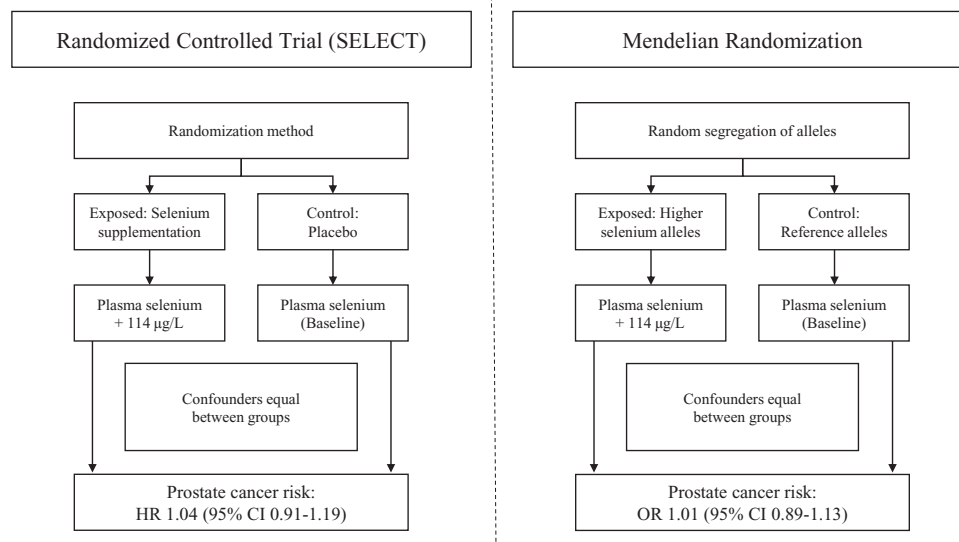 Randomized Controlled Trial (SELECT)
Randomization method
Exposed: Selenium
supplementation
Control:
Placebo
Plasma selenium
+ 114 μg/L
Plasma selenium
(Baseline)
Confounders equal
between groups
Prostate cancer risk:
HR 1.04 (95% CI 0.91-1.19)
Mendelian Randomization
Random segregation of alleles
Exposed: Higher
selenium alleles
Control:
Reference alleles
Plasma selenium
+ 114 μg/L
Plasma selenium
(Baseline)
Confounders equal
between groups
Prostate cancer risk:
OR 1.01 (95% CI 0.89-1.13)